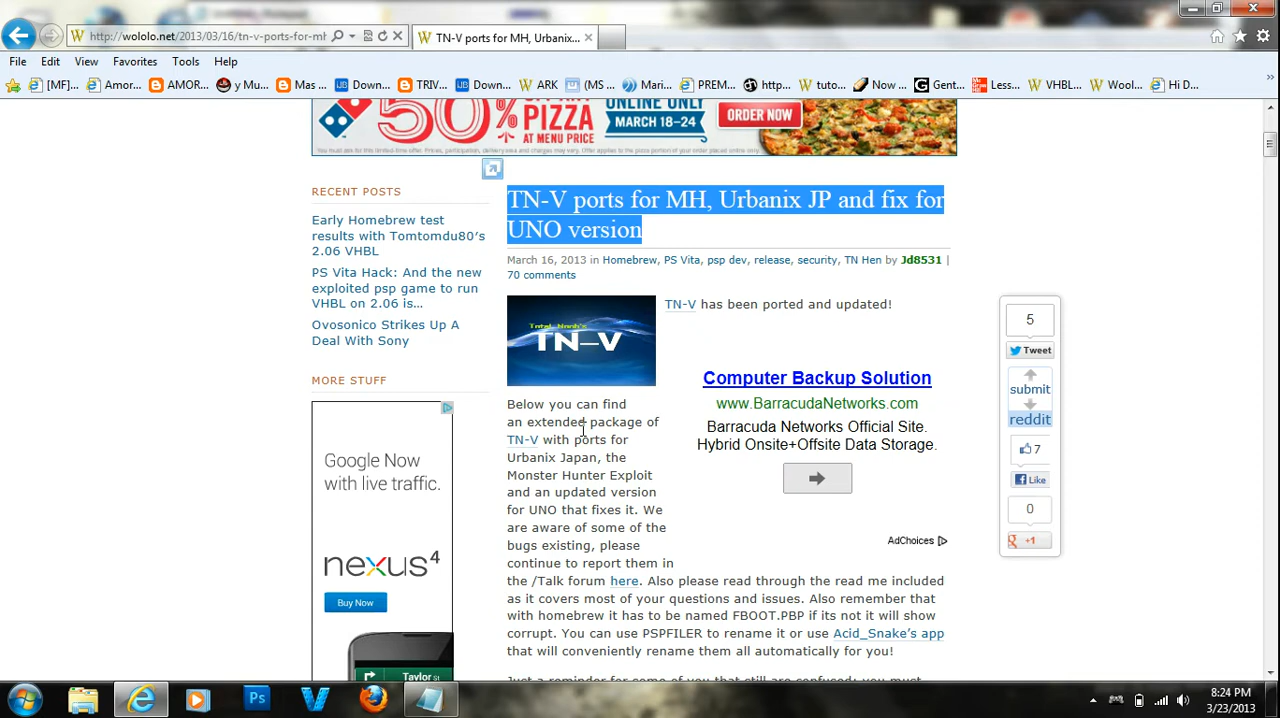 http://wololo.net/2013/03/16/tn-v-ports-for-mh
TN-V ports for MH, Urbanix...
File Edit View Favorites Tools Help
[MF]... Amor... AMOR... y Mu... Mas ... Down... TRIV... Down... ARK (MS ... Mari... PREM... http... tuto... Now ... Gent... Less... VHBL... Wool... Hi D...
50% OFF ANY PIZZA
AT MENU PRICE
ONLINE ONLY
MARCH 18-24
ORDER NOW
RECENT POSTS
Early Homebrew test
results with Tomtomdu80's
2.06 VHBL
PS Vita Hack: And the new
exploited psp game to run
VHBL on 2.06 is...
Ovosonico Strikes Up A
Deal With Sony
MORE STUFF
Google Now
with live traffic.
nexus 4
Buy Now
Taylor St
TN-V ports for MH, Urbanix JP and fix for
UNO version
March 16, 2013 in Homebrew, PS Vita, psp dev, release, security, TN Hen by Jd8531 |
70 comments
Total_Noob's
TN-V
TN-V has been ported and updated!
Computer Backup Solution
www.BarracudaNetworks.com
Barracuda Networks Official Site.
Hybrid Onsite+Offsite Data Storage.
AdChoices
Below you can find
an extended package of
TN-V with ports for
Urbanix Japan, the
Monster Hunter Exploit
and an updated version
for UNO that fixes it. We
are aware of some of the
bugs existing, please
continue to report them in
the /Talk forum here. Also please read through the read me included
as it covers most of your questions and issues. Also remember that
with homebrew it has to be named FBOOT.PBP if its not it will show
corrupt. You can use PSPFILER to rename it or use Acid_Snake's app
that will conveniently rename them all automatically for you!
Just a reminder for some of you that still are confused: you must
5
Tweet
submit
reddit
7
Like
0
+1
Ps
8:24 PM
3/23/2013